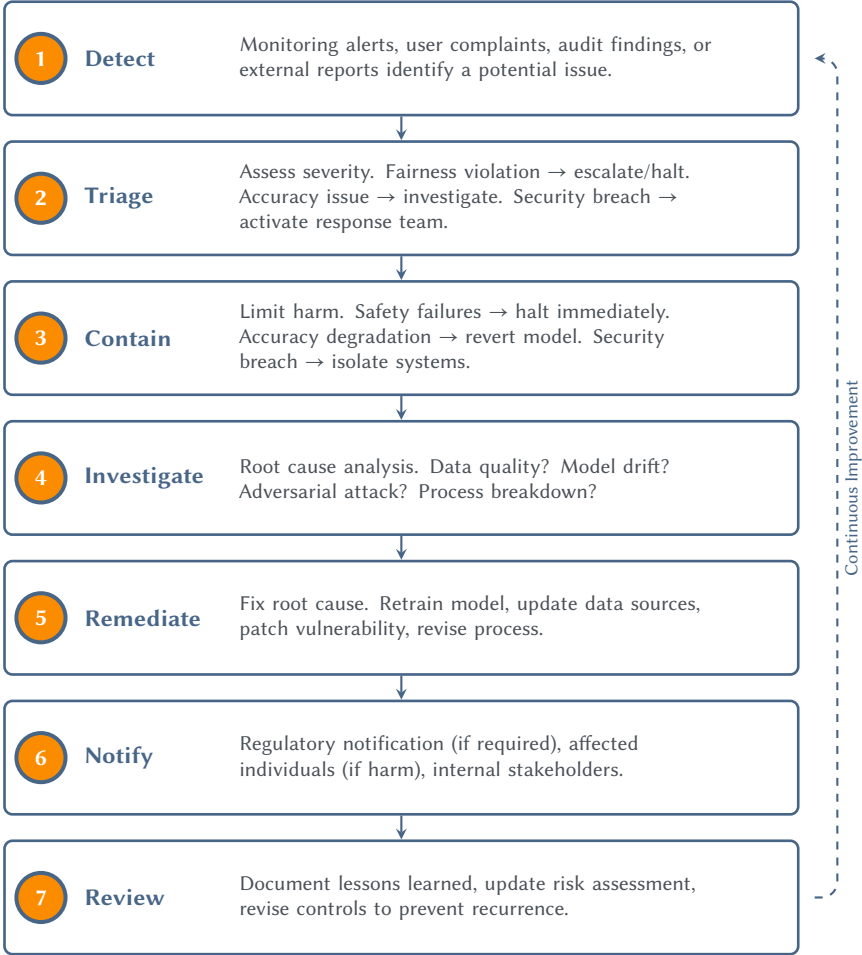 1
Detect
Monitoring alerts, user complaints, audit findings, or
external reports identify a potential issue.
2
Triage
Assess severity. Fairness violation → escalate/halt.
Accuracy issue → investigate. Security breach →
activate response team.
3
Contain
Limit harm. Safety failures → halt immediately.
Accuracy degradation → revert model. Security
breach → isolate systems.
4
Investigate
Root cause analysis. Data quality? Model drift?
Adversarial attack? Process breakdown?
5
Remediate
Fix root cause. Retrain model, update data sources,
patch vulnerability, revise process.
6
Notify
Regulatory notification (if required), affected
individuals (if harm), internal stakeholders.
7
Review
Document lessons learned, update risk assessment,
revise controls to prevent recurrence.
Continuous Improvement